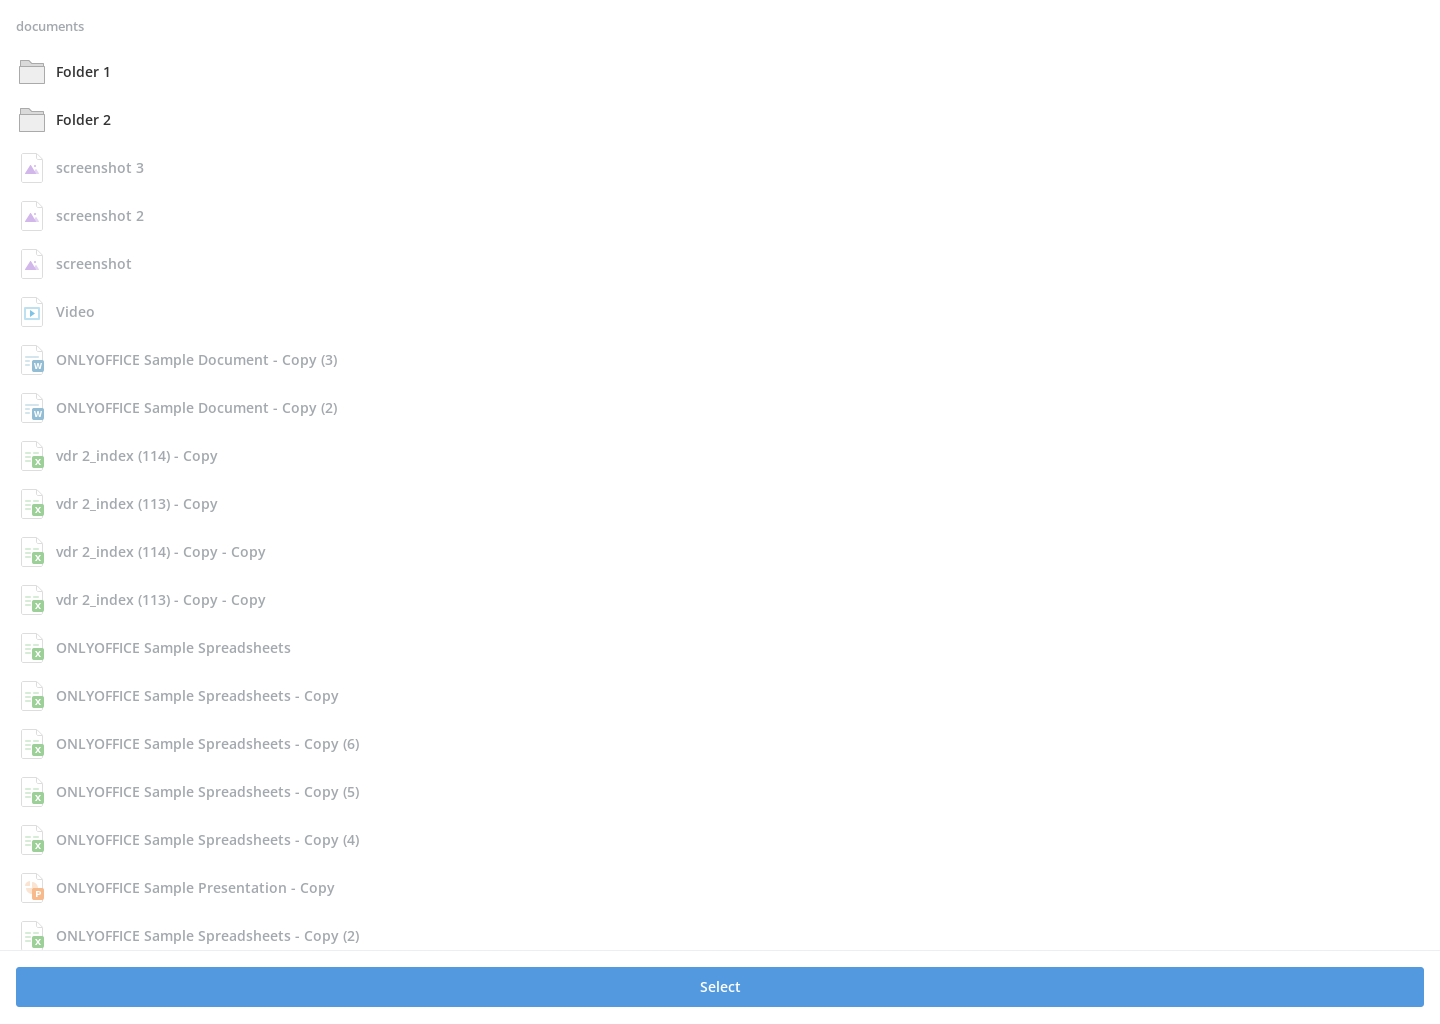 documents
Folder 1
Folder 2
screenshot 3
screenshot 2
screenshot
Video
ONLYOFFICE Sample Document - Copy (3)
ONLYOFFICE Sample Document - Copy (2)
vdr 2_index (114) - Copy
vdr 2_index (113) - Copy
vdr 2_index (114) - Copy - Copy
vdr 2_index (113) - Copy - Copy
ONLYOFFICE Sample Spreadsheets
ONLYOFFICE Sample Spreadsheets - Copy
ONLYOFFICE Sample Spreadsheets - Copy (6)
ONLYOFFICE Sample Spreadsheets - Copy (5)
ONLYOFFICE Sample Spreadsheets - Copy (4)
ONLYOFFICE Sample Presentation - Copy
ONLYOFFICE Sample Spreadsheets - Copy (2)
Select